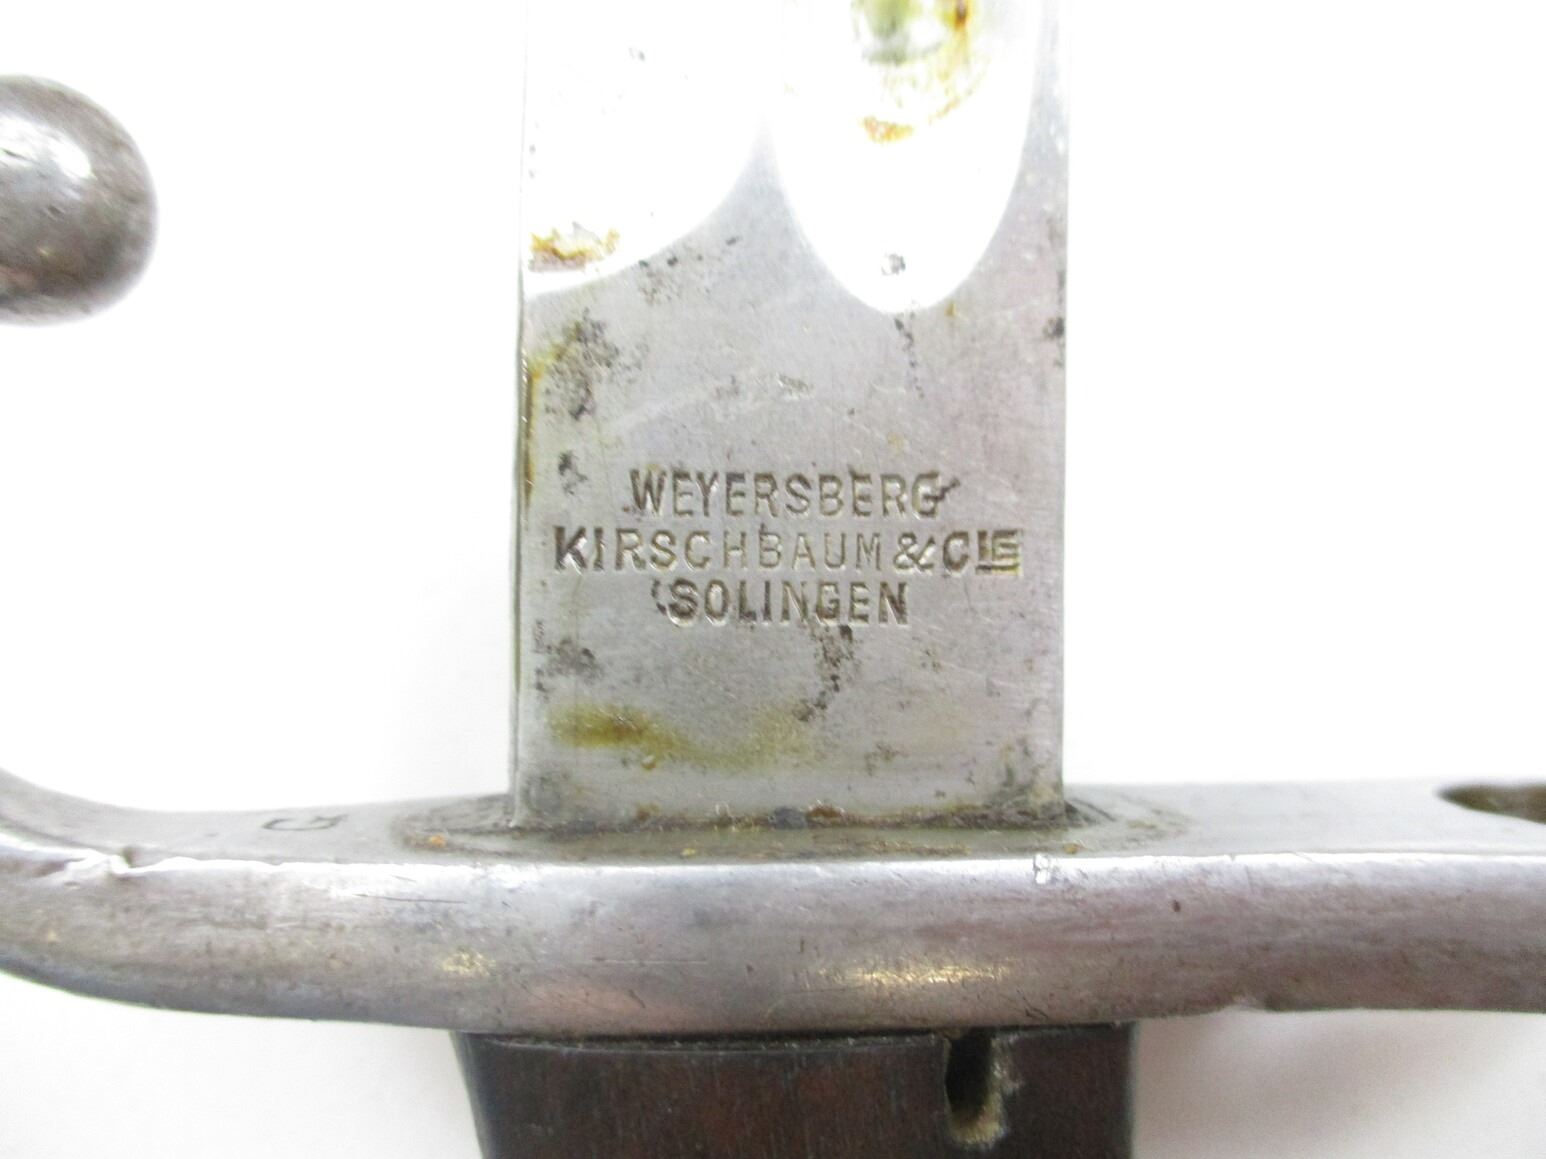 WEYERSBERG
KIRSCHBAUM & CIE
SOLINGEN
G